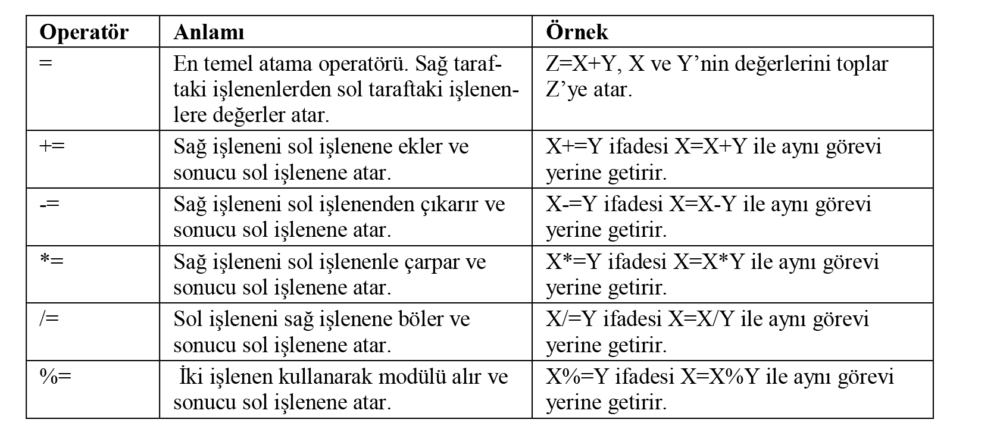 Operatör Anlamı Örnek
= En temel atama operatörü. Sağ taraf- Z=X+Y, X ve Y’nin değerlerini toplar
taki işlenenlerden sol taraftaki işlenen- Z’ye atar.
lere değerler atar.
+= Sağ işleneni sol işlenene ekler ve X+=Y ifadesi X=X+Y ile aynı görevi
sonucu sol işlenene atar. yerine getirir.
-= Sağ işleneni sol işlenenden çıkarır ve X-=Y ifadesi X=X-Y ile aynı görevi
sonucu sol işlenene atar. yerine getirir.
*= Sağ işleneni sol işlenenle çarpar ve X*=Y ifadesi X=X*Y ile aynı görevi
sonucu sol işlenene atar. yerine getirir.
/= Sol işleneni sağ işlenene böler ve X/=Y ifadesi X=X/Y ile aynı görevi
sonucu sol işlenene atar. yerine getirir.
%= İki işlenen kullanarak modülü alır ve X%=Y ifadesi X=X%Y ile aynı görevi
sonucu sol işlenene atar. yerine getirir.